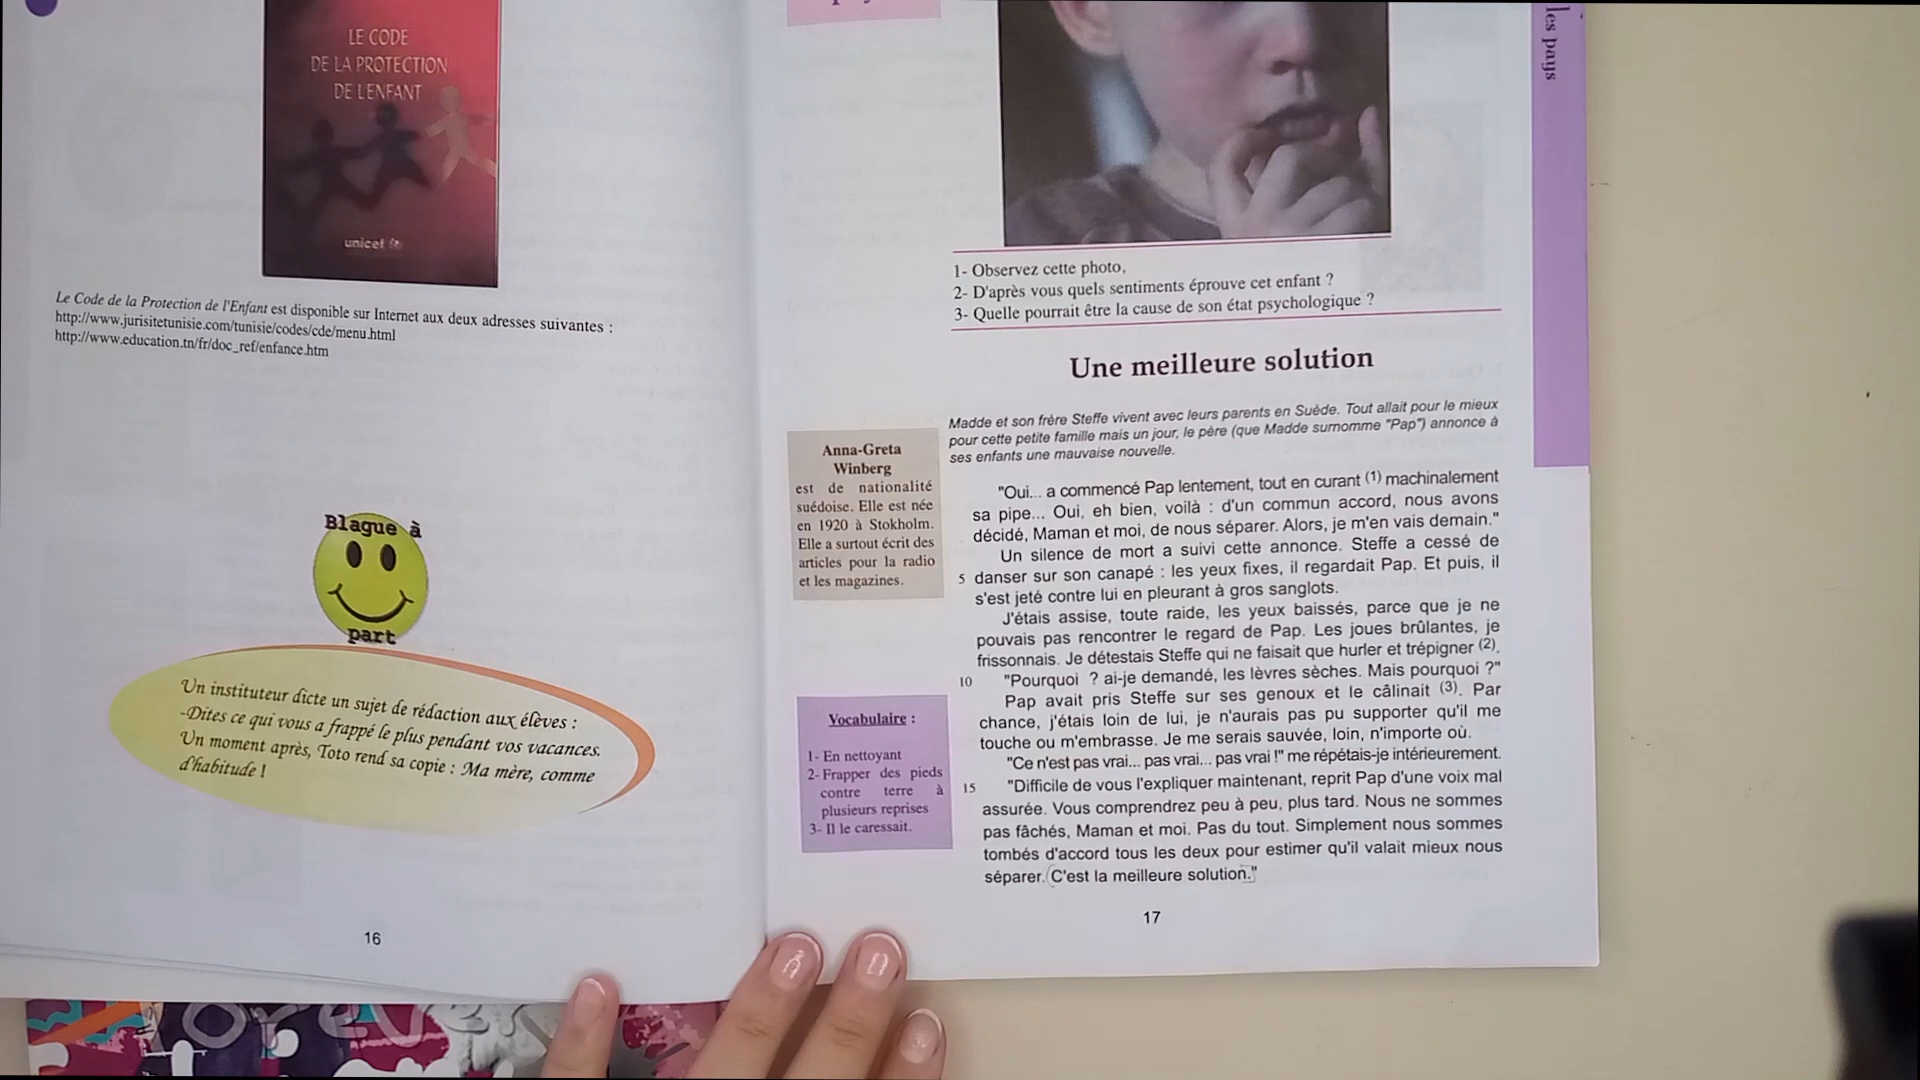 LE CODE
DE LA PROTECTION
DE L'ENFANT
unicef
Le Code de la Protection de l'Enfant est disponible sur Internet aux deux adresses suivantes :
http://www.jurisitetunisie.com/tunisie/codes/cde/menu.html
http://www.education.tn/fr/doc_ref/enfance.htm
Blague à
part
Un instituteur dicte un sujet de rédaction aux élèves :
-Dites ce qui vous a frappé le plus pendant vos vacances.
Un moment après, Toto rend sa copie : Ma mère, comme
d'habitude !
16
les pays
1- Observez cette photo,
2- D'après vous quels sentiments éprouve cet enfant ?
3- Quelle pourrait être la cause de son état psychologique ?
Une meilleure solution
Madde et son frère Steffe vivent avec leurs parents en Suède. Tout allait pour le mieux
pour cette petite famille mais un jour, le père (que Madde surnomme "Pap") annonce à
ses enfants une mauvaise nouvelle.
Anna-Greta
Winberg
est de nationalité
suédoise. Elle est née
en 1920 à Stokholm.
Elle a surtout écrit des
articles pour la radio
et les magazines.
"Oui... a commencé Pap lentement, tout en curant (1) machinalement
sa pipe... Oui, eh bien, voilà : d'un commun accord, nous avons
décidé, Maman et moi, de nous séparer. Alors, je m'en vais demain."
Un silence de mort a suivi cette annonce. Steffe a cessé de
5 danser sur son canapé : les yeux fixes, il regardait Pap. Et puis, il
s'est jeté contre lui en pleurant à gros sanglots.
J'étais assise, toute raide, les yeux baissés, parce que je ne
pouvais pas rencontrer le regard de Pap. Les joues brûlantes, je
frissonnais. Je détestais Steffe qui ne faisait que hurler et trépigner (2).
10 "Pourquoi ? ai-je demandé, les lèvres sèches. Mais pourquoi ?"
Pap avait pris Steffe sur ses genoux et le câlinait (3). Par
chance, j'étais loin de lui, je n'aurais pas pu supporter qu'il me
touche ou m'embrasse. Je me serais sauvée, loin, n'importe où.
"Ce n'est pas vrai... pas vrai... pas vrai !" me répétais-je intérieurement.
15 "Difficile de vous l'expliquer maintenant, reprit Pap d'une voix mal
assurée. Vous comprendrez peu à peu, plus tard. Nous ne sommes
pas fâchés, Maman et moi. Pas du tout. Simplement nous sommes
tombés d'accord tous les deux pour estimer qu'il valait mieux nous
séparer. C'est la meilleure solution."
Vocabulaire :
1- En nettoyant
2- Frapper des pieds
contre terre à
plusieurs reprises
3- Il le caressait.
17